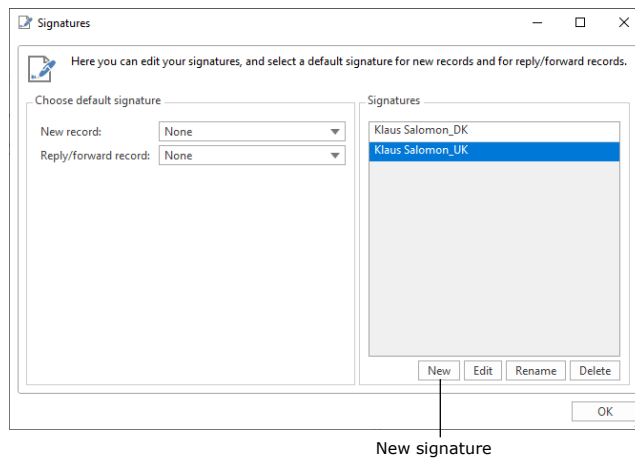 Signatures
Here you can edit your signatures, and select a default signature for new records and for reply/forward records.
Choose default signature
New record: None
Reply/forward record: None
Signatures
Klaus Salomon_DK
Klaus Salomon_UK
New Edit Rename Delete
OK
New signature